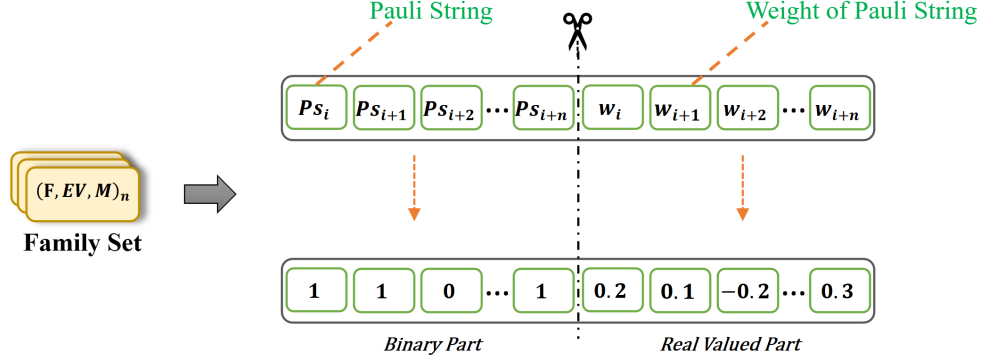 Pauli String
Weight of Pauli String
Ps_i Ps_{i+1} Ps_{i+2} ... Ps_{i+n} w_i w_{i+1} w_{i+2} ... w_{i+n}
(F, EV, M)_n
Family Set
1 1 0 ... 1 0.2 0.1 −0.2 ... 0.3
Binary Part
Real Valued Part